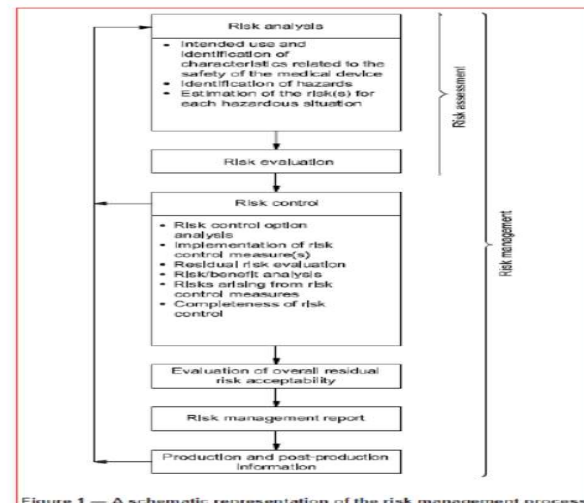 Risk analysis
• Intended use and
identification of
characteristics related to the
safety of the medical device
• Identification of hazards
• Estimation of the risk(s) for
each hazardous situation
Risk assessment
Risk evaluation
Risk control
• Risk control option
analysis
• Implementation of risk
control measure(s)
• Residual risk evaluation
• Risk/benefit analysis
• Risks arising from risk
control measures
• Completeness of risk
control
Risk management
Evaluation of overall residual
risk acceptability
Risk management report
Production and post-production
information
Figure 1 — A schematic representation of the risk management process